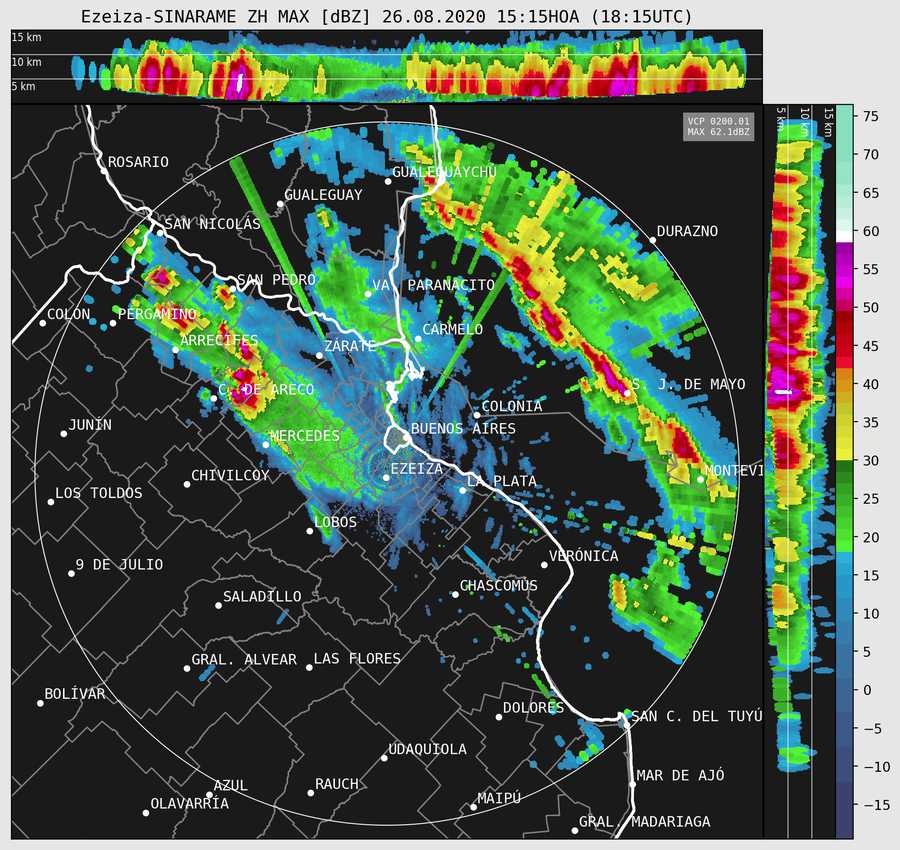 Ezeiza-SINARAME ZH MAX [dBZ] 26.08.2020 15:15HOA (18:15UTC)
15 km
10 km
5 km
5 km
10 km
15 km
VCP 0200.01
MAX 62.1dBZ
ROSARIO
GUALEGUAYCHÚ
GUALEGUAY
SAN NICOLÁS
DURAZNO
SAN PEDRO
VA. PARANACITO
COLÓN
PERGAMINO
CARMELO
ARRECIFES
ZÁRATE
C. DE ARECO
S. J. DE MAYO
COLONIA
JUNÍN
MERCEDES
BUENOS AIRES
CHIVILCOY
EZEIZA
MONTEVI
LOS TOLDOS
LA PLATA
LOBOS
9 DE JULIO
VERÓNICA
SALADILLO
CHASCOMÚS
GRAL. ALVEAR
LAS FLORES
BOLÍVAR
DOLORES
SAN C. DEL TUYÚ
UDAQUIOLA
AZUL
RAUCH
MAR DE AJÓ
OLAVARRÍA
MAIPÚ
GRAL. MADARIAGA
75
70
65
60
55
50
45
40
35
30
25
20
15
10
5
0
−5
−10
−15